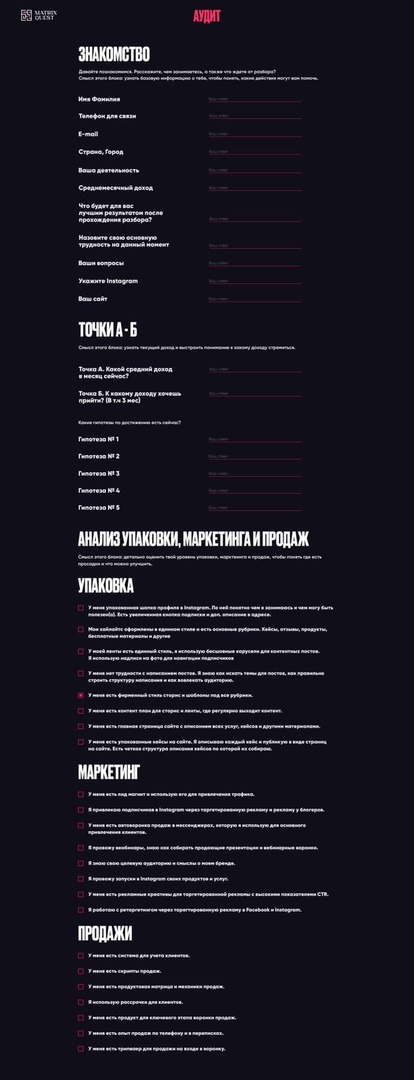 MATRIX
QUEST
АУДИТ
ЗНАКОМСТВО
Давайте познакомимся. Расскажите, чем занимаетесь, а также что ждете от разбора?
Смысл этого блока: узнать базовую информацию о тебе, чтобы понять, какие действия могут вам помочь.
Имя Фамилия
Ваш ответ
Телефон для связи
Ваш ответ
E-mail
Ваш ответ
Страна, Город
Ваш ответ
Ваша деятельность
Ваш ответ
Среднемесячный доход
Ваш ответ
Что будет для вас
лучшим результатом после
прохождения разбора?
Ваш ответ
Назовите свою основную
трудность на данный момент
Ваш ответ
Ваши вопросы
Ваш ответ
Укажите Instagram
Ваш ответ
Ваш сайт
Ваш ответ
ТОЧКИ А - Б
Смысл этого блока: узнать текущий доход и выстроить понимание к какому доходу стремиться.
Точка А. Какой средний доход
в месяц сейчас?
Ваш ответ
Точка Б. К какому доходу хочешь
прийти? (В т.ч 3 мес)
Ваш ответ
Какие гипотезы по достижению есть сейчас?
Гипотеза № 1
Ваш ответ
Гипотеза № 2
Ваш ответ
Гипотеза № 3
Ваш ответ
Гипотеза № 4
Ваш ответ
Гипотеза № 5
Ваш ответ
АНАЛИЗ УПАКОВКИ, МАРКЕТИНГА И ПРОДАЖ
Смысл этого блока: детально оценить твой уровень упаковки, маркетинга и продаж, чтобы понять где есть
просадки и что можно улучшить.
УПАКОВКА
У меня упакованная шапка профиля в Instagram. По ней понятно чем я занимаюсь и чем могу быть
полезен(а). Есть увеличенная кнопка подписки и доп. описание в адресе.
Мои хайлайтс оформлены в едином стиле и есть основные рубрики. Кейсы, отзывы, продукты,
бесплатные материалы и другие
У моей ленты есть единый стиль, я использую бесшовные карусели для контентных постов.
Я использую надписи на фото для навигации подписчиков
У меня нет трудности с написанием постов. Я знаю как искать темы для постов, как правильно
строить структуру написания и как вовлекать аудиторию.
У меня есть фирменный стиль сторис и шаблоны под все рубрики.
У меня есть контент план для сторис и ленты, где регулярно выходит контент.
У меня есть главная страница сайта с описанием всех услуг, кейсов и другими материалами.
У меня есть упакованные кейсы на сайте. Я описываю каждый кейс и публикую в виде страниц
на сайте. Есть четкая структура описания кейсов по которой их собираю.
МАРКЕТИНГ
У меня есть лид магнит и использую его для привлечения трафика.
Я привлекаю подписчиков в Instagram через таргетированную рекламу и рекламу у блогеров.
У меня есть автоворонка продаж в мессенджерах, которую я использую для основного
привлечения клиентов.
Я провожу вебинары, знаю как собирать продающие презентации и вебинарные воронки.
Я знаю свою целевую аудиторию и смыслы о моем бренде.
Я провожу запуски в Instagram своих продуктов и услуг.
У меня есть рекламные креативы для таргетированной рекламы с высокими показателями CTR.
Я работаю с ретаргетингом через таргетированную рекламу в Facebook и Instagram.
ПРОДАЖИ
У меня есть система для учета клиентов.
У меня есть скрипты продаж.
У меня есть продуктовая матрица и механики продаж.
Я использую рассрочки для клиентов.
У меня есть продукт для ключевого этапа воронки продаж.
У меня есть опыт продаж по телефону и в переписках.
У меня есть трипваер для продажи на входе в воронку.